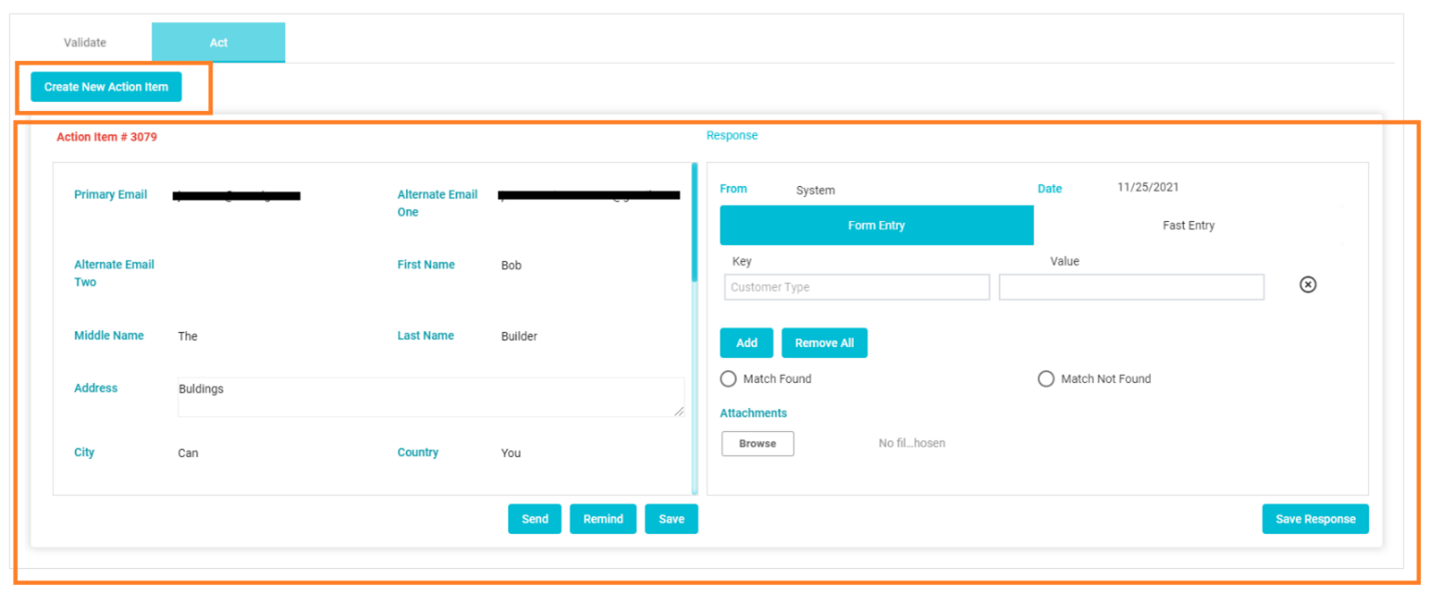 Validate
Act
Create New Action Item
Action Item # 3079
Response
Primary Email
Alternate Email
One
From
System
Date
11/25/2021
Form Entry
Fast Entry
Alternate Email
Two
First Name
Bob
Key
Value
Customer Type
Middle Name
The
Last Name
Builder
Add
Remove All
Match Found
Match Not Found
Address
Buldings
Attachments
Browse
No fil...hosen
City
Can
Country
You
Send
Remind
Save
Save Response